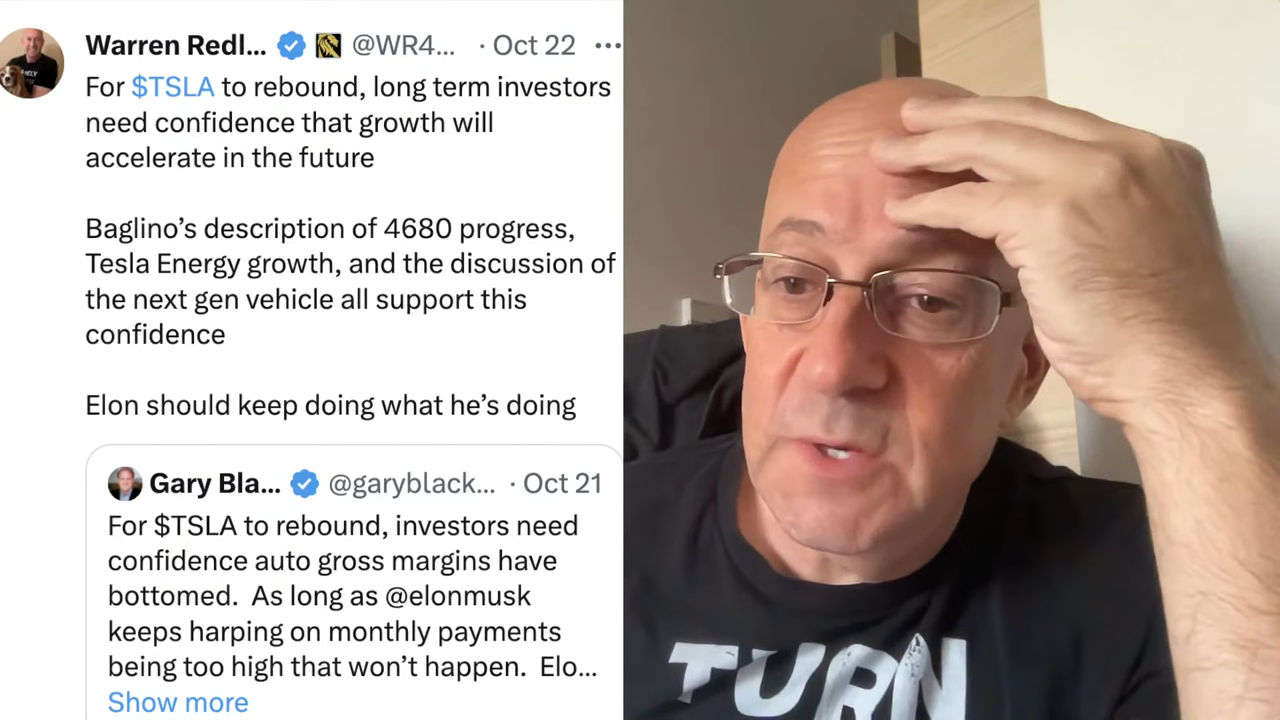 Warren Redl... @WR4... · Oct 22 ...
For $TSLA to rebound, long term investors
need confidence that growth will
accelerate in the future
Baglino’s description of 4680 progress,
Tesla Energy growth, and the discussion of
the next gen vehicle all support this
confidence
Elon should keep doing what he’s doing
Gary Bla... @garyblack... · Oct 21
For $TSLA to rebound, investors need
confidence auto gross margins have
bottomed. As long as @elonmusk
keeps harping on monthly payments
being too high that won’t happen. Elo...
Show more
TURN